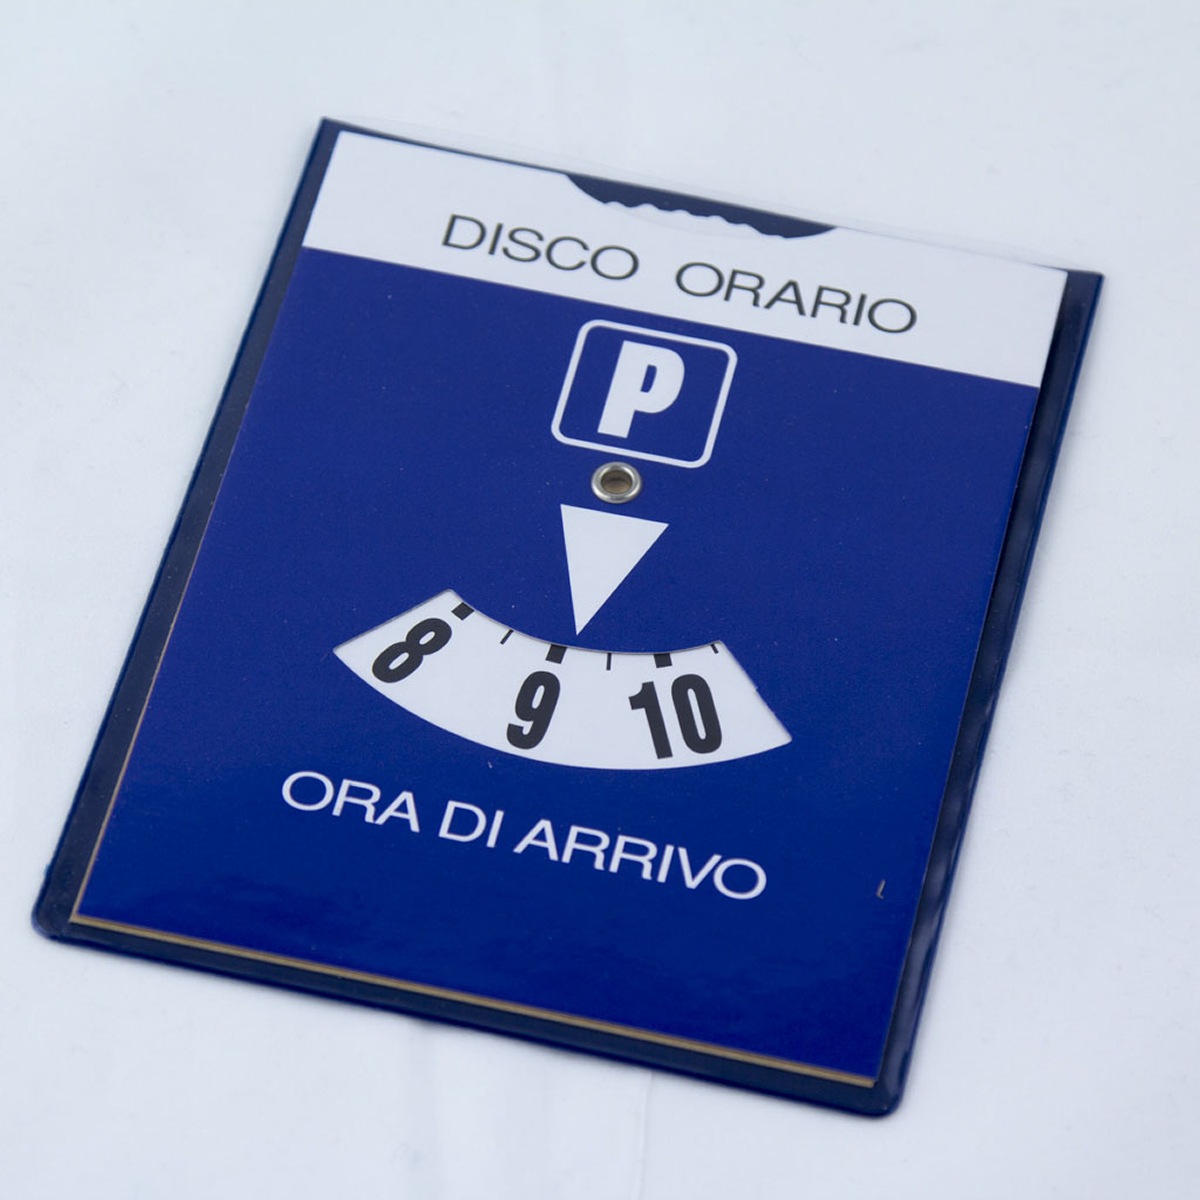 DISCO ORARIO
P
8 9 10
ORA DI ARRIVO